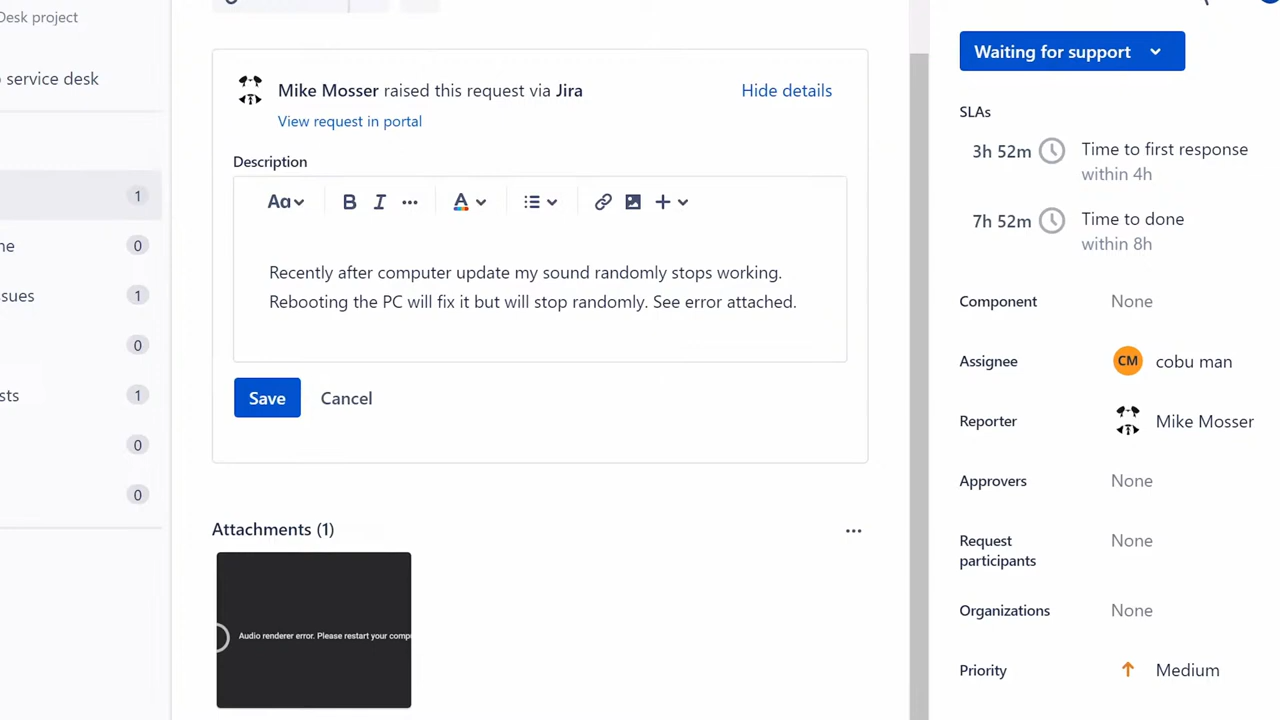 Desk project
service desk
1
0
1
0
1
0
0
Mike Mosser raised this request via Jira
Hide details
View request in portal
Description
Aa
B I ... A
Recently after computer update my sound randomly stops working.
Rebooting the PC will fix it but will stop randomly. See error attached.
Save
Cancel
Attachments (1)
...
Audio renderer error. Please restart your comp
Waiting for support
SLAs
3h 52m Time to first response
within 4h
7h 52m Time to done
within 8h
Component None
Assignee CM cobu man
Reporter Mike Mosser
Approvers None
Request
participants
None
Organizations None
Priority Medium